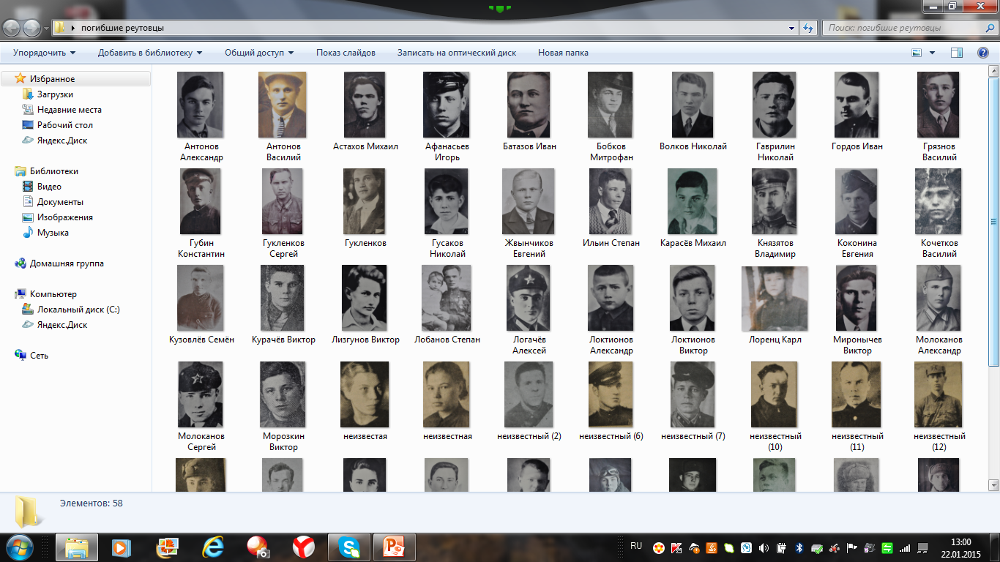 погибшие реутовцы
Поиск: погибшие реутовцы
Упорядочить
Добавить в библиотеку
Общий доступ
Показ слайдов
Записать на оптический диск
Новая папка
Избранное
Загрузки
Недавние места
Рабочий стол
Яндекс.Диск
Библиотеки
Видео
Документы
Изображения
Музыка
Домашняя группа
Компьютер
Локальный диск (C:)
Яндекс.Диск
Сеть
Антонов
Александр
Антонов
Василий
Астахов Михаил
Афанасьев
Игорь
Батазов Иван
Бобков
Митрофан
Волков Николай
Гаврилин
Николай
Гордов Иван
Грязнов
Василий
Губин
Константин
Гукленков
Сергей
Гукленков
Гусаков
Николай
Жвынчиков
Евгений
Ильин Степан
Карасёв Михаил
Князятов
Владимир
Коконина
Евгения
Кочетков
Василий
Кузовлёв Семён
Курачёв Виктор
Лизгунов Виктор
Лобанов Степан
Логачёв
Алексей
Локтионов
Александр
Локтионов
Виктор
Лоренц Карл
Миронычев
Виктор
Молоканов
Александр
Молоканов
Сергей
Морозкин
Виктор
неизвестая
неизвестная
неизвестный (2)
неизвестный (6)
неизвестный (7)
неизвестный
(10)
неизвестный
(11)
неизвестный
(12)
Элементов: 58
RU
13:00
22.01.2015